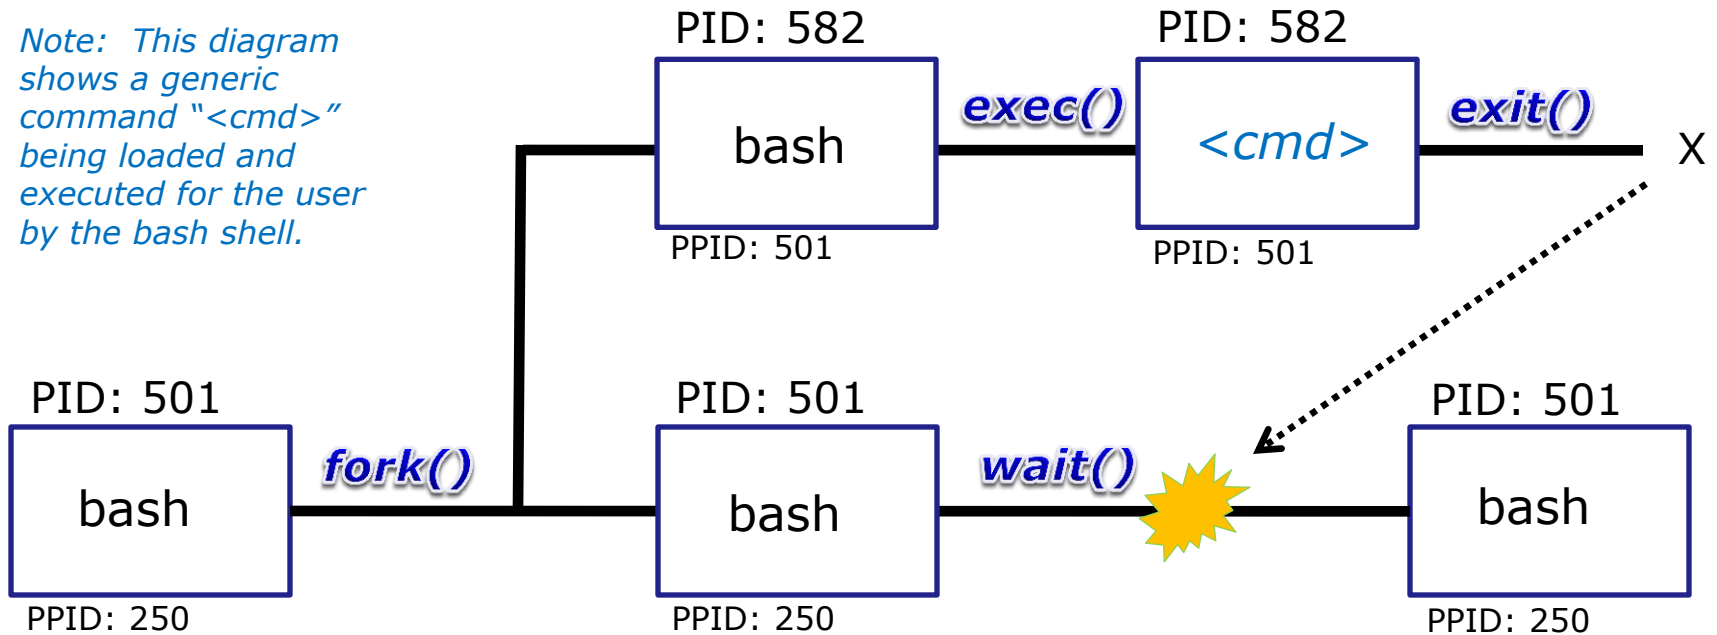 Note:  This diagram
shows a generic
command “<cmd>”
being loaded and
executed for the user
by the bash shell.
PID: 582
bash
PPID: 501
exec()
PID: 582
<cmd>
PPID: 501
exit()
X
PID: 501
bash
PPID: 250
fork()
PID: 501
bash
PPID: 250
wait()
PID: 501
bash
PPID: 250